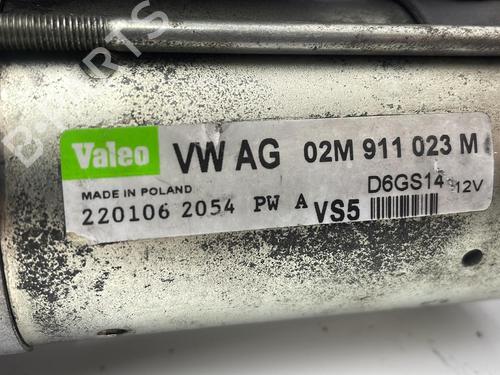 Valeo VW AG 02M 911 023 M
MADE IN POLAND D6GS14 12V
220106 2054 PW A VS5